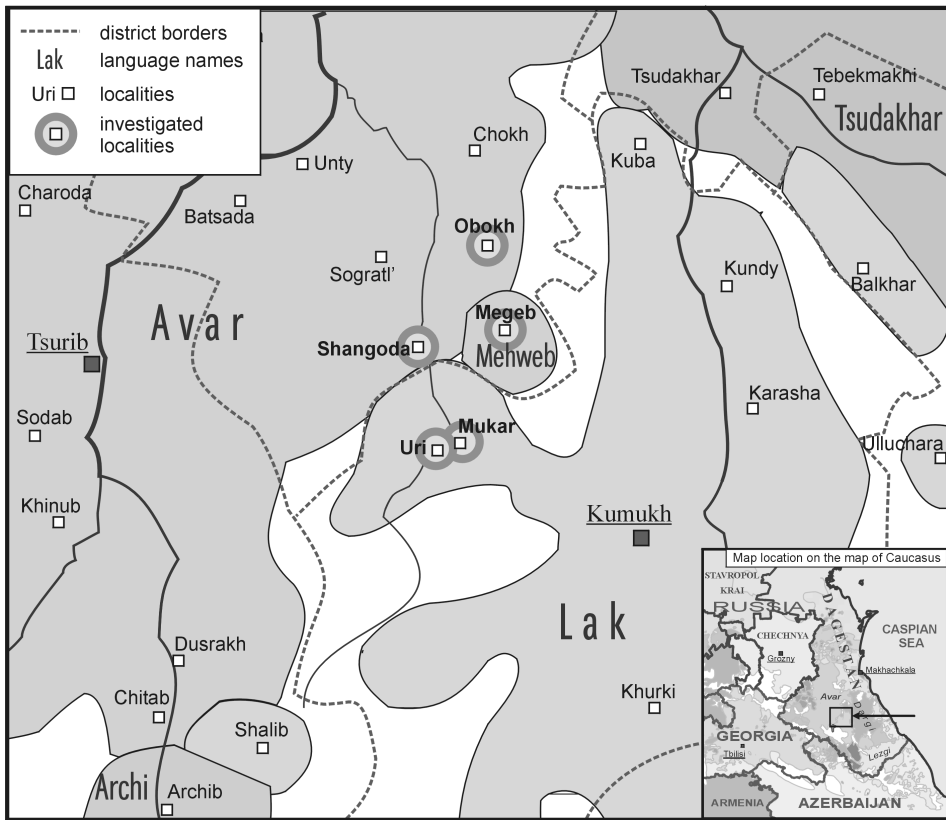 district borders
Lak
language names
Uri
localities
investigated
localities
Tsudakhar
Tebekmakhi
Tsudakhar
Chokh
Kuba
Unty
Charoda
Batsada
Obokh
Sogratl'
Kundy
Balkhar
Avar
Megeb
Shangoda
Mehweb
Tsurib
Karasha
Sodab
Mukar
Uri
Ulluchara
Khinub
Kumukh
Lak
Dusrakh
Chitab
Khurki
Shalib
Archi
Archib
Map location on the map of Caucasus
STAVROPOL
KRAI
RUSSIA
DAGESTAN
CASPIAN
SEA
CHECHNYA
Grozny
Makhachkala
Avar
Dargi
GEORGIA
Tbilisi
Lezgi
ARMENIA
AZERBAIJAN